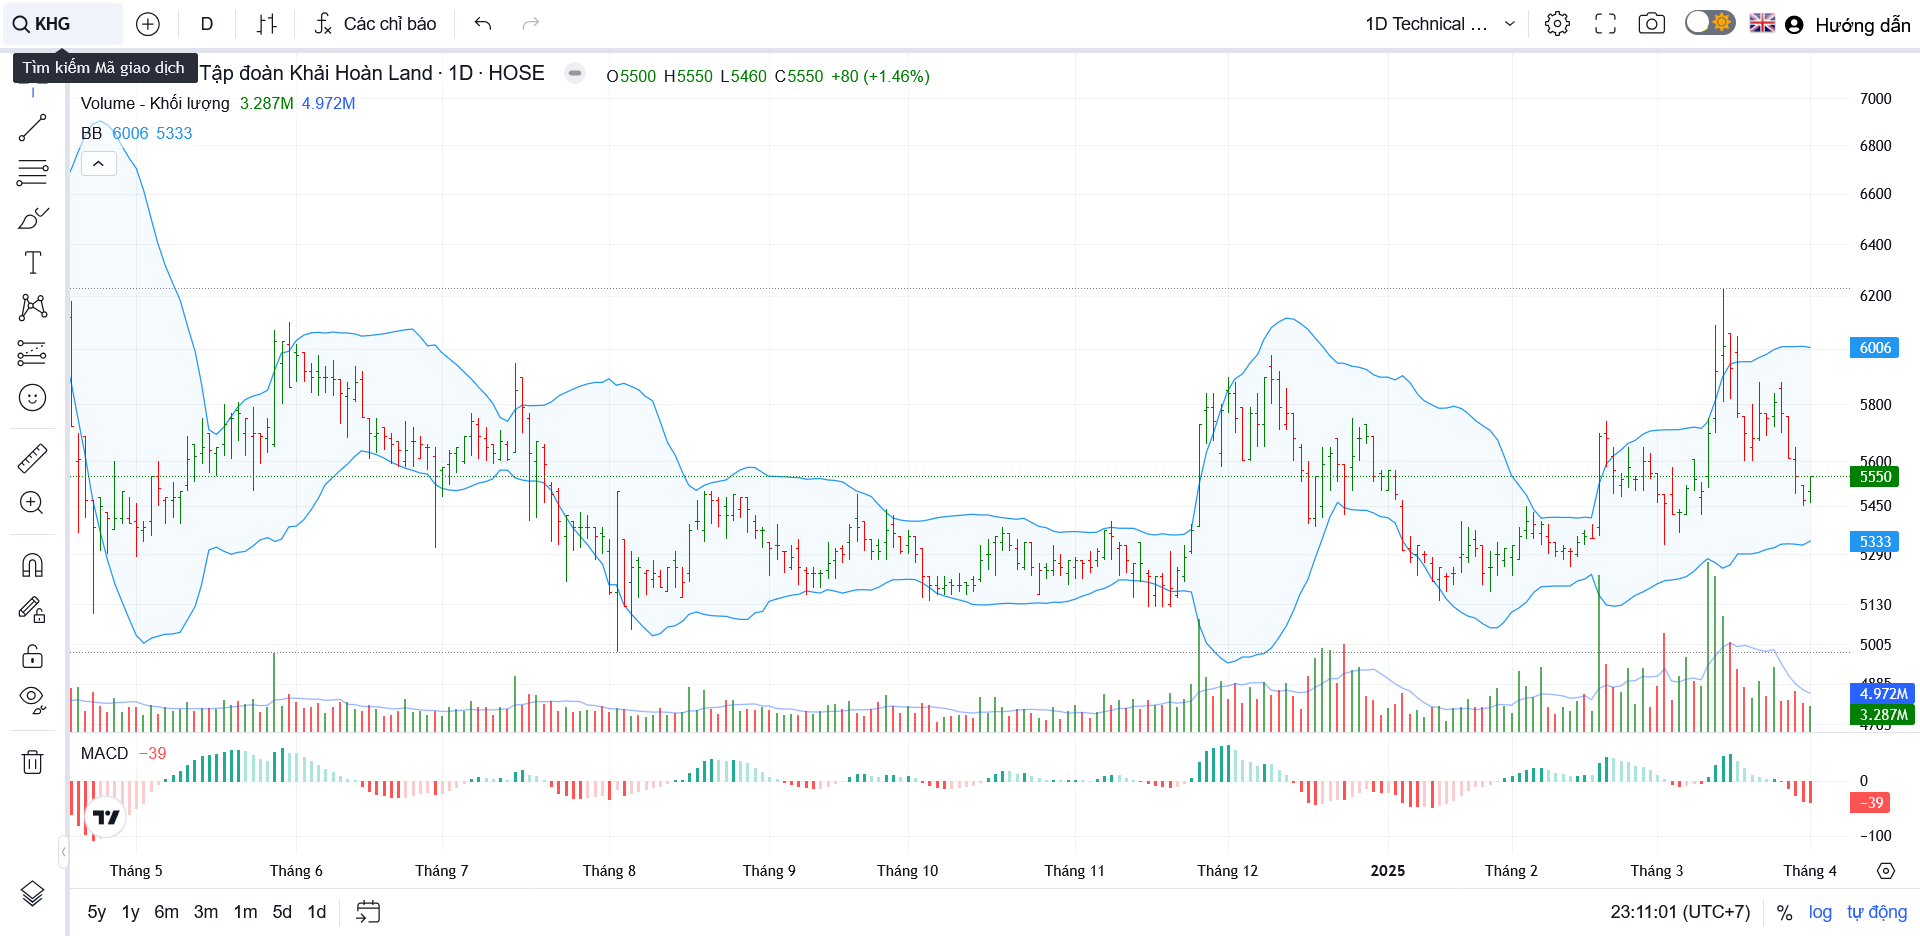 KHG
D
Các chỉ báo
1D Technical ...
Hướng dẫn
Tìm kiếm Mã giao dịch
Tập đoàn Khải Hoàn Land · 1D · HOSE
O5500 H5550 L5460 C5550 +80 (+1.46%)
Volume - Khối lượng 3.287M 4.972M
BB 6006 5333
7000
6800
6600
6400
6200
6006
5800
5600
5550
5450
5333
5290
5130
5005
4885
4.972M
3.287M
4765
MACD −39
0
−39
−100
Tháng 5
Tháng 6
Tháng 7
Tháng 8
Tháng 9
Tháng 10
Tháng 11
Tháng 12
2025
Tháng 2
Tháng 3
Tháng 4
5y 1y 6m 3m 1m 5d 1d
23:11:01 (UTC+7)
% log tự động